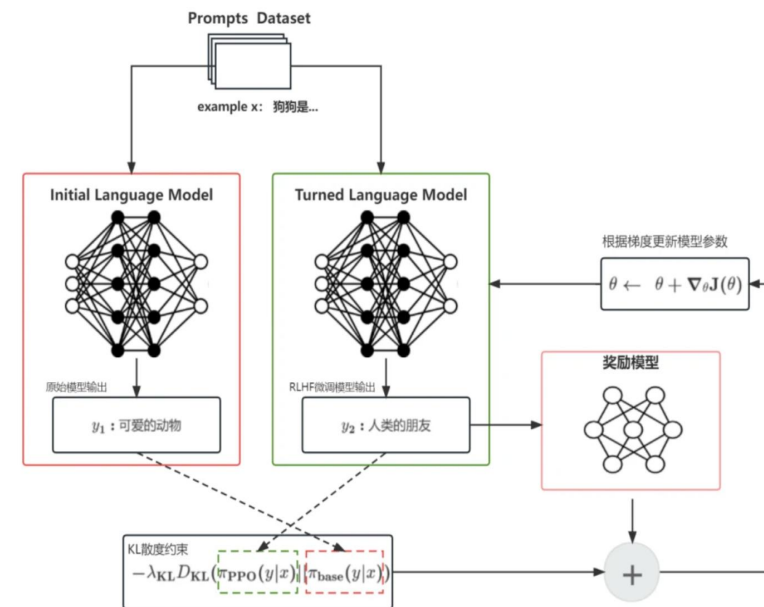 Prompts Dataset
example x： 狗狗是...
Initial Language Model
Turned Language Model
根据梯度更新模型参数
θ ← θ + ∇θJ(θ)
奖励模型
原始模型输出
RLHF微调模型输出
y₁：可爱的动物
y₂：人类的朋友
KL散度约束
−λKL DKL(πPPO(y|x)||πbase(y|x))
+